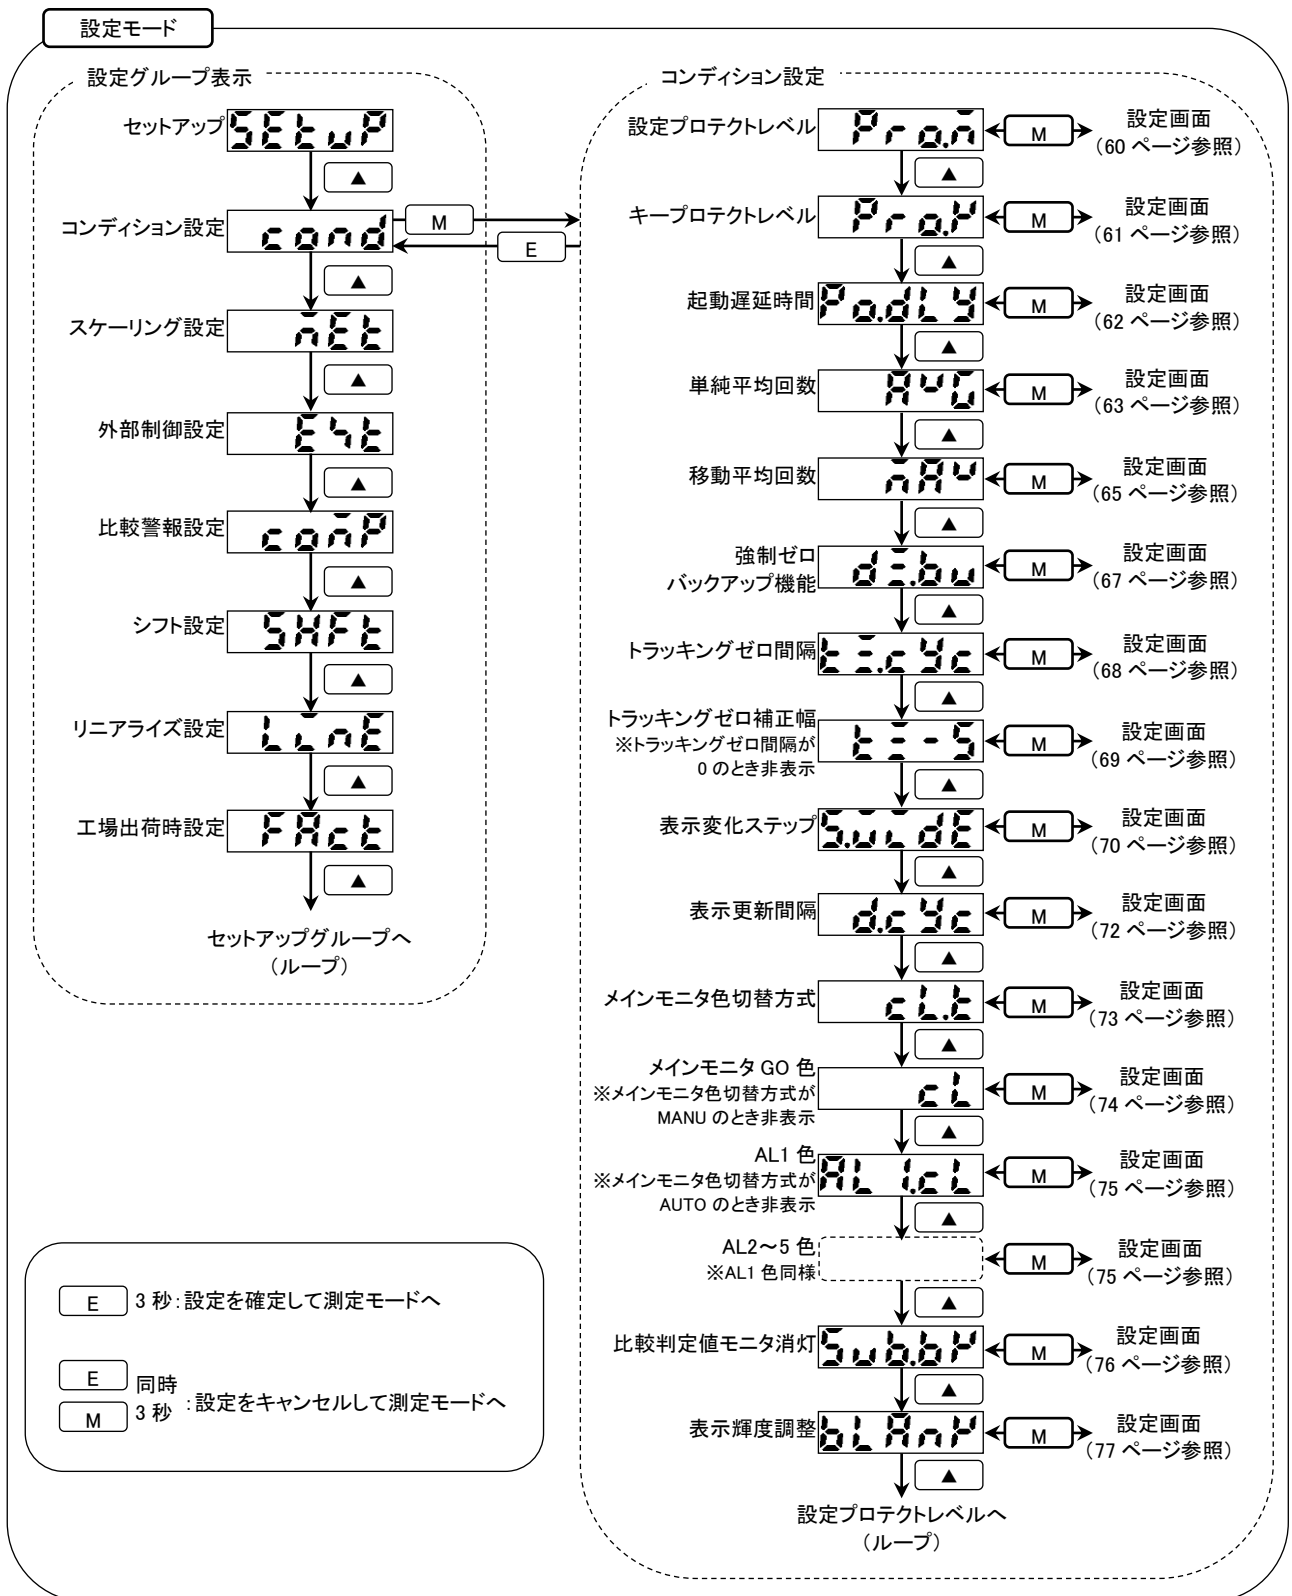 設定モード
設定グループ表示
セットアップ SEtuP
▲
コンディション設定 cond
M
E
▲
スケーリング設定 mEt
▲
外部制御設定 Ext
▲
比較警報設定 comP
▲
シフト設定 SHFt
▲
リニアライズ設定 LinE
▲
工場出荷時設定 FAct
▲
セットアップグループへ
(ループ)
E 3 秒:設定を確定して測定モードへ
E 同時
M 3 秒 :設定をキャンセルして測定モードへ
コンディション設定
設定プロテクトレベル Pro.m M 設定画面
(60 ページ参照)
▲
キープロテクトレベル Pro.K M 設定画面
(61 ページ参照)
▲
起動遅延時間 Po.dLY M 設定画面
(62 ページ参照)
▲
単純平均回数 AvG M 設定画面
(63 ページ参照)
▲
移動平均回数 mAv M 設定画面
(65 ページ参照)
▲
強制ゼロ
バックアップ機能 dZ.bu M 設定画面
(67 ページ参照)
▲
トラッキングゼロ間隔 tZ.cYc M 設定画面
(68 ページ参照)
▲
トラッキングゼロ補正幅
※トラッキングゼロ間隔が
0 のとき非表示 tZ-S M 設定画面
(69 ページ参照)
▲
表示変化ステップ S.widE M 設定画面
(70 ページ参照)
▲
表示更新間隔 d.cYc M 設定画面
(72 ページ参照)
▲
メインモニタ色切替方式 cL.t M 設定画面
(73 ページ参照)
▲
メインモニタ GO 色
※メインモニタ色切替方式が
MANU のとき非表示 cL M 設定画面
(74 ページ参照)
▲
AL1 色
※メインモニタ色切替方式が
AUTO のとき非表示 AL1.cL M 設定画面
(75 ページ参照)
▲
AL2～5 色
※AL1 色同様 M 設定画面
(75 ページ参照)
▲
比較判定値モニタ消灯 Sub.bK M 設定画面
(76 ページ参照)
▲
表示輝度調整 bLAnK M 設定画面
(77 ページ参照)
▲
設定プロテクトレベルへ
(ループ)